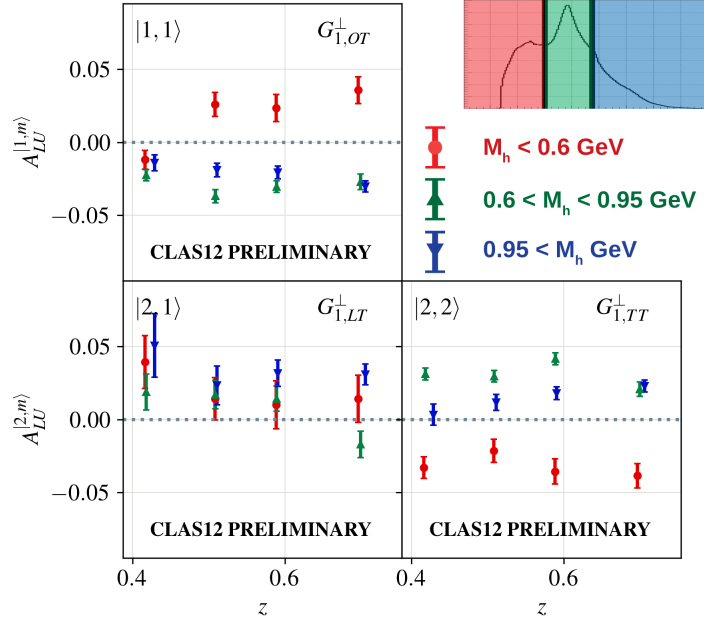 |1, 1⟩ G⊥1,OT
0.05
0.00
−0.05
A|1,m⟩LU
CLAS12 PRELIMINARY
Mh < 0.6 GeV
0.6 < Mh < 0.95 GeV
0.95 < Mh GeV
|2, 1⟩ G⊥1,LT
0.05
0.00
−0.05
A|2,m⟩LU
CLAS12 PRELIMINARY
0.4 0.6
z
|2, 2⟩ G⊥1,TT
CLAS12 PRELIMINARY
0.4 0.6
z